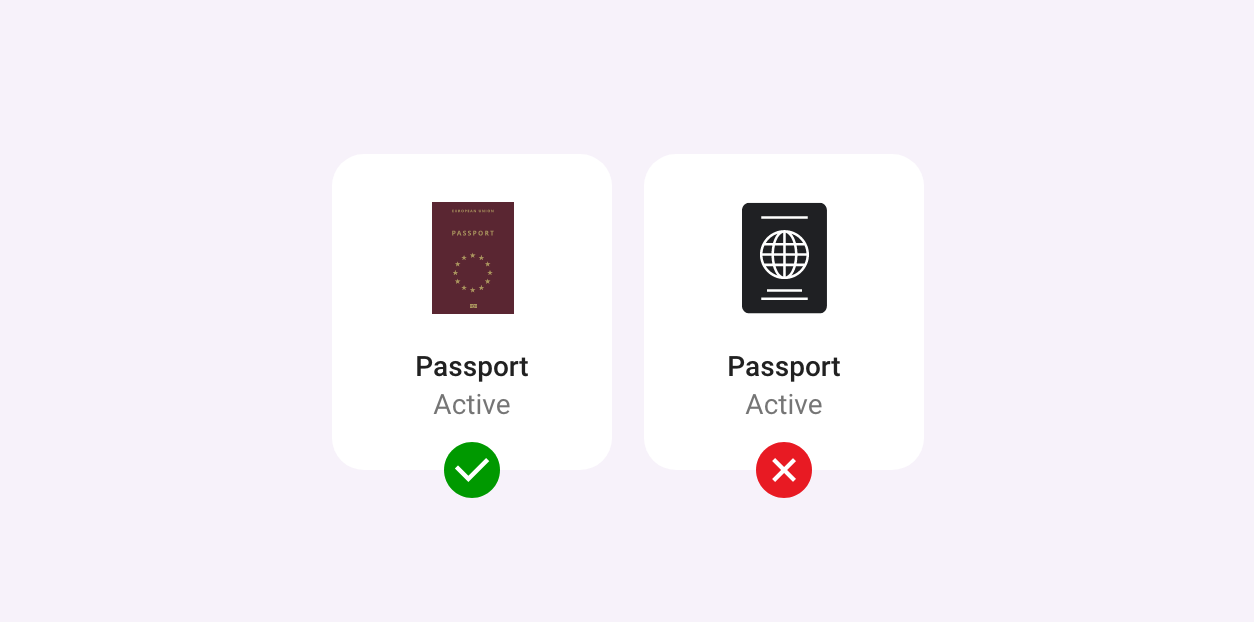 EUROPEAN UNION
PASSPORT
Passport
Active
Passport
Active